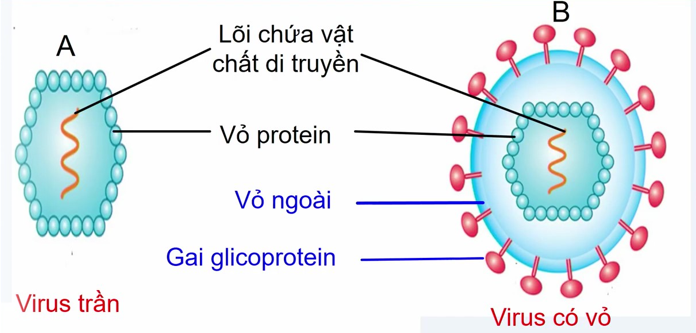 A
B
Lõi chứa vật
chất di truyền
Vỏ protein
Vỏ ngoài
Gai glicoprotein
Virus trần
Virus có vỏ